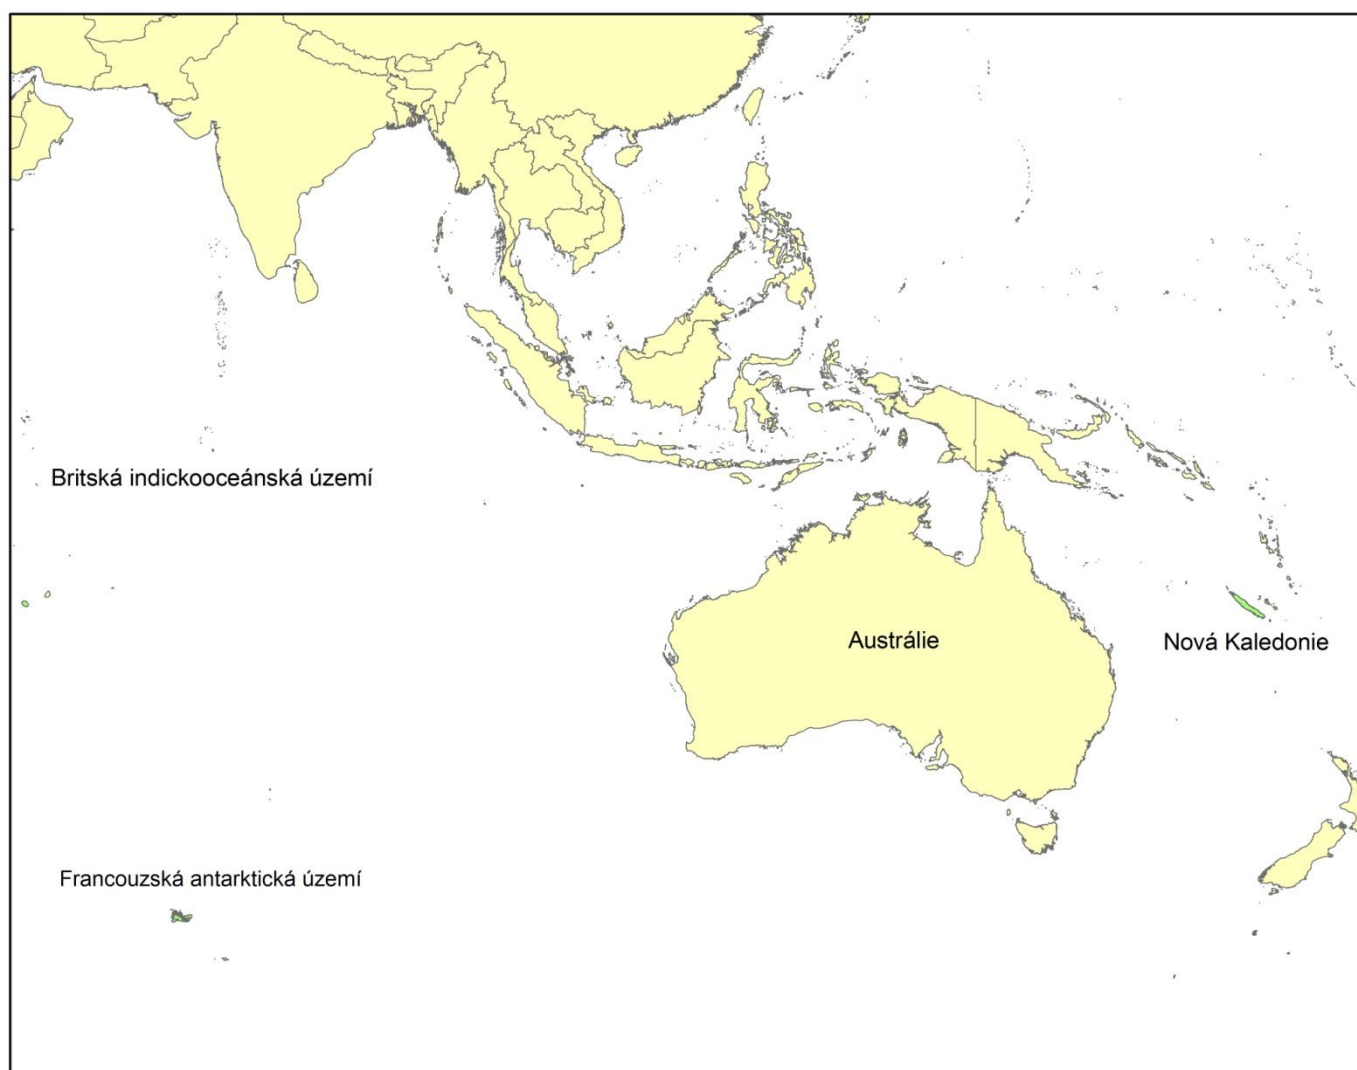 Britská indickooceánská území
Austrálie
Nová Kaledonie
Francouzská antarktická území